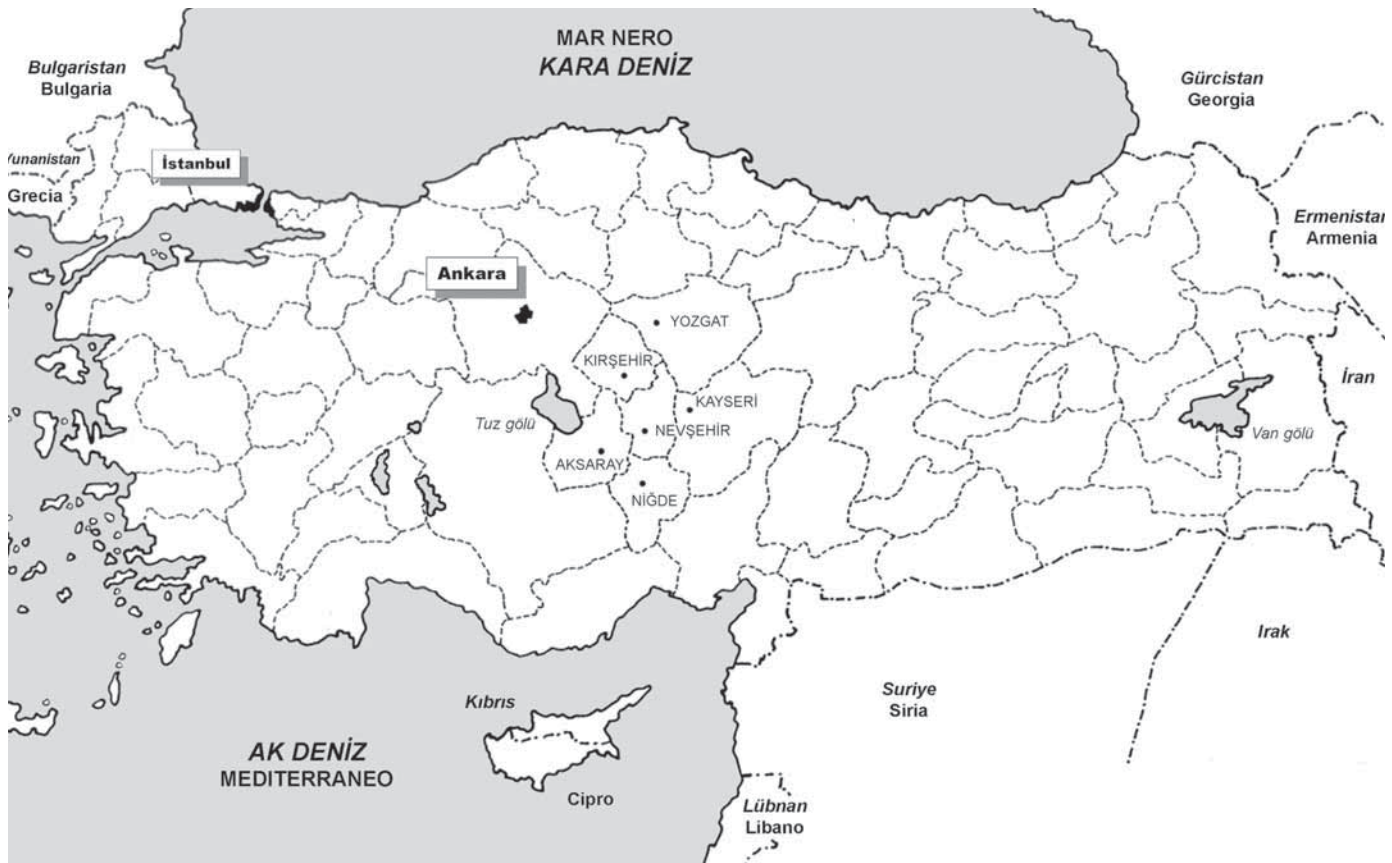 MAR NERO
KARA DENİZ
Bulgaristan
Bulgaria
Gürcistan
Georgia
Yunanistan
Grecia
İstanbul
Ermenistan
Armenia
Ankara
YOZGAT
KIRŞEHİR
İran
KAYSERİ
Tuz gölü
NEVŞEHİR
Van gölü
AKSARAY
NİĞDE
Irak
Kıbrıs
Suriye
Siria
AK DENİZ
MEDITERRANEO
Cipro
Lübnan
Libano